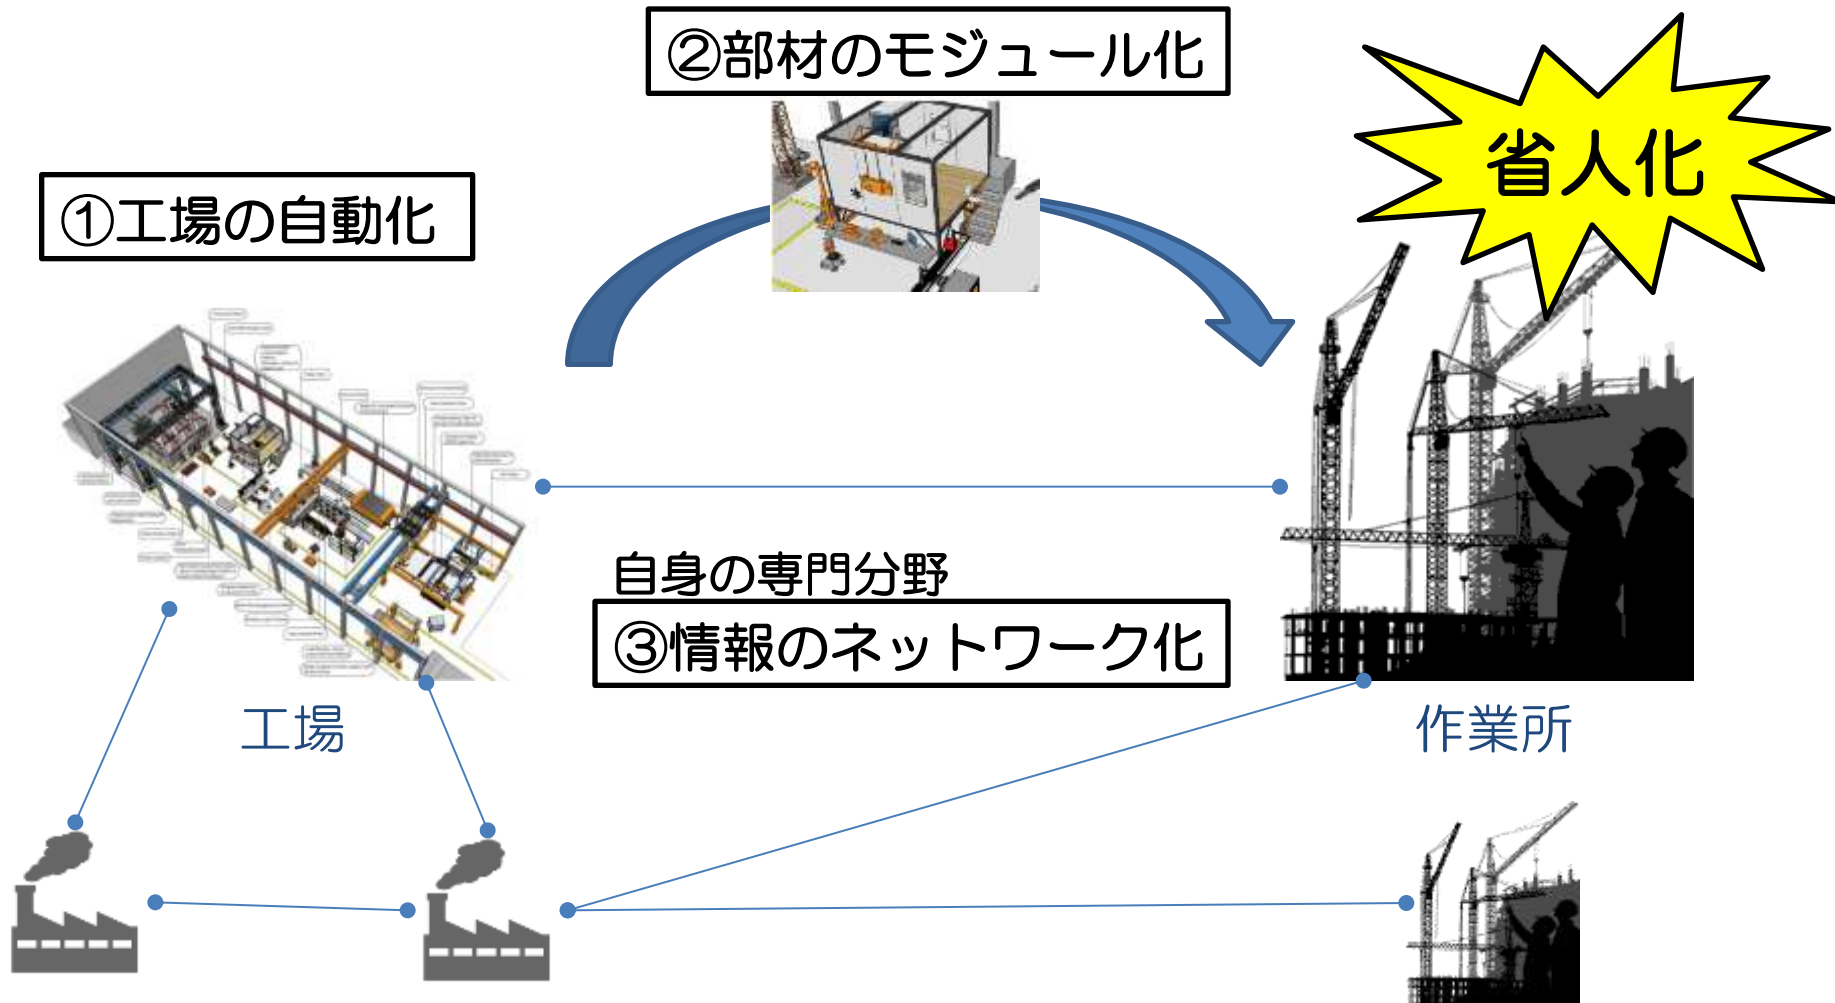 ②部材のモジュール化
省人化
①工場の自動化
自身の専門分野
③情報のネットワーク化
工場
作業所